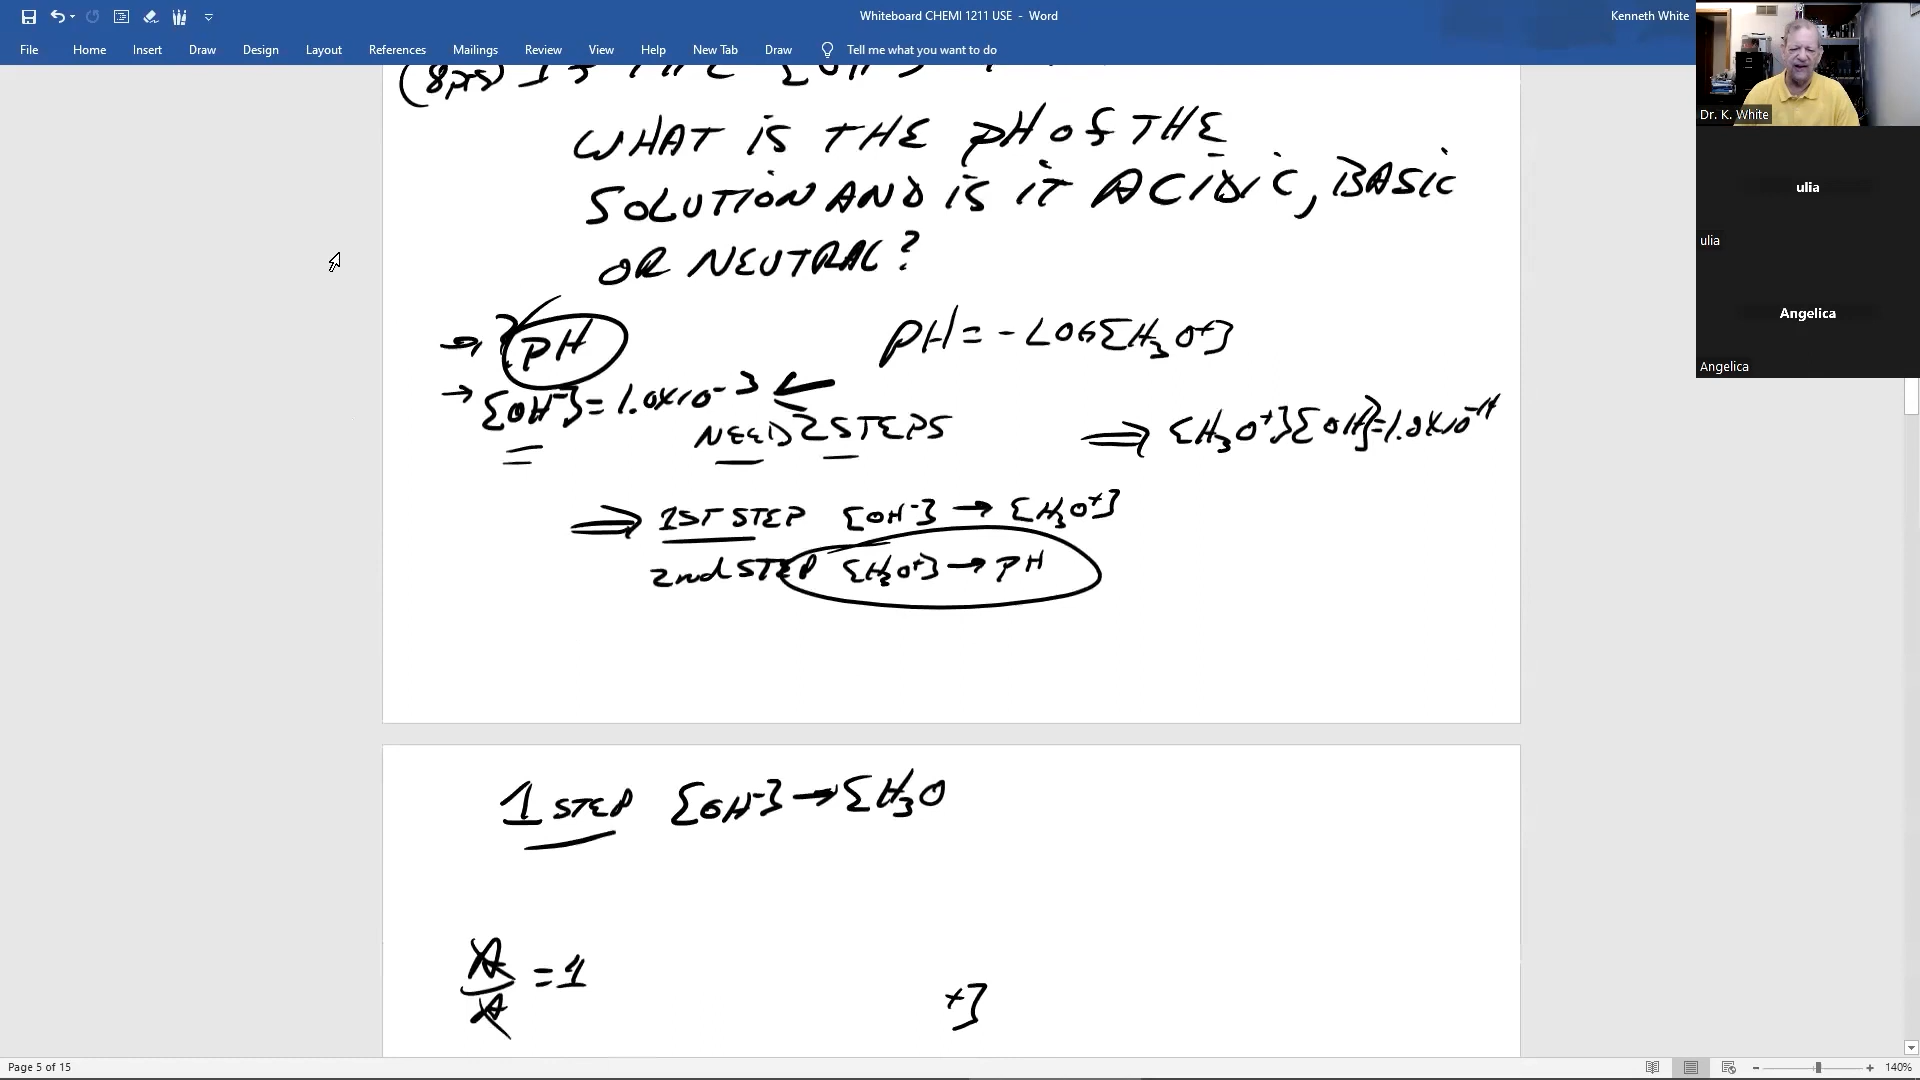 Whiteboard CHEMI 1211 USE - Word
Kenneth White
File Home Insert Draw Design Layout References Mailings Review View Help New Tab Draw Tell me what you want to do
(8pts) IF THE [OH
WHAT IS THE pH OF THE
SOLUTION AND IS IT ACIDIC, BASIC
OR NEUTRAL?
→ ? pH
pH = -LOG[H₃O⁺]
→ [OH⁻] = 1.0x10⁻³ ←
NEED 2 STEPS
⇒ [H₃O⁺][OH⁻]=1.0x10⁻¹⁴
⇒ 1ST STEP [OH⁻] → [H₃O⁺]
2nd STEP [H₃O⁺] → PH
1 STEP [OH⁻] → [H₃O
A/A = 1
+]
Dr. K. White
ulia
ulia
Angelica
Angelica
Page 5 of 15
140%